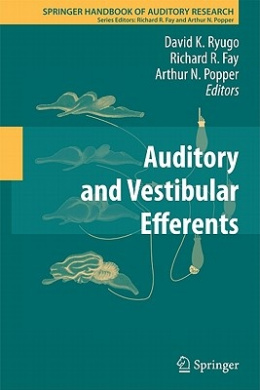 SPRINGER HANDBOOK OF AUDITORY RESEARCH
Series Editors: Richard R. Fay and Arthur N. Popper
David K. Ryugo
Richard R. Fay
Arthur N. Popper
Editors
Auditory
and Vestibular
Efferents
Springer